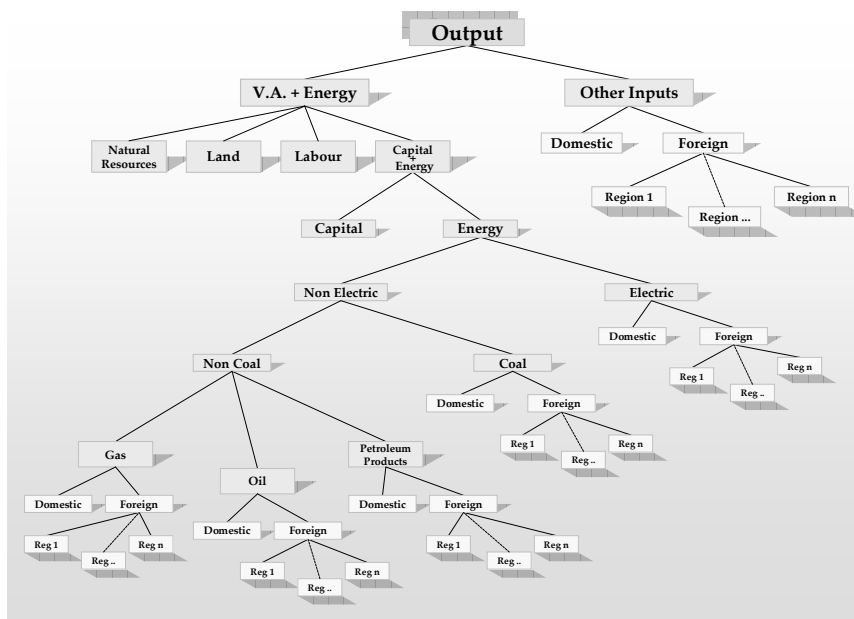 Output
V.A. + Energy
Other Inputs
Natural
Resources
Land
Labour
Capital
+
Energy
Domestic
Foreign
Region 1
Region ...
Region n
Capital
Energy
Non Electric
Electric
Domestic
Foreign
Reg 1
Reg ..
Reg n
Non Coal
Coal
Domestic
Foreign
Reg 1
Reg ..
Reg n
Gas
Oil
Petroleum
Products
Domestic
Foreign
Reg 1
Reg ..
Reg n
Domestic
Foreign
Reg 1
Reg ..
Reg n
Domestic
Foreign
Reg 1
Reg ..
Reg n